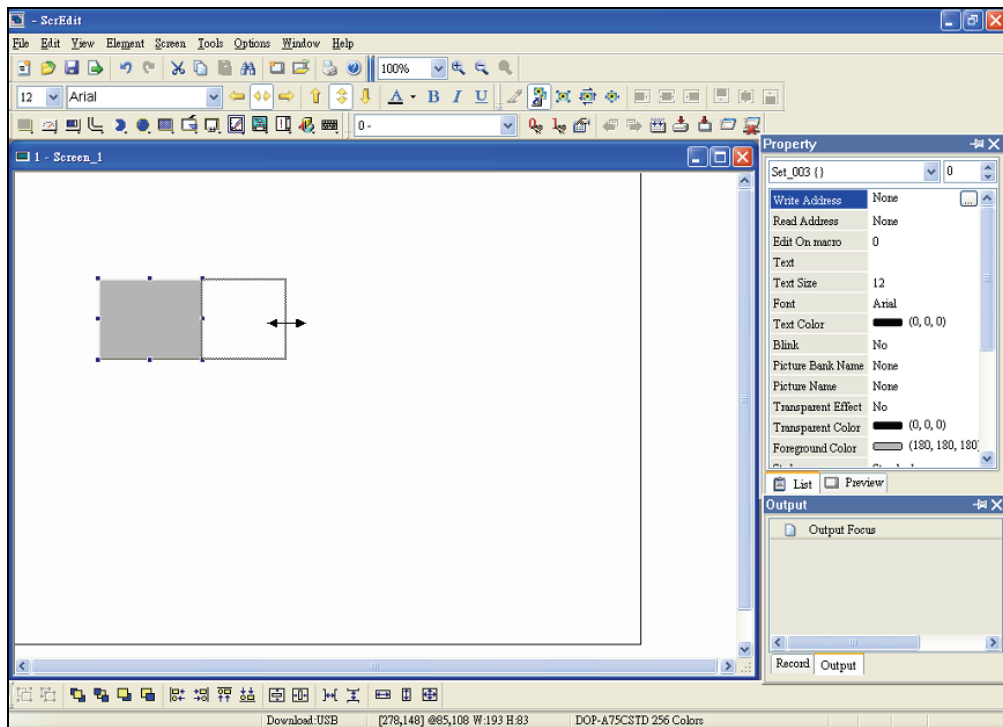 - ScrEdit
File Edit View Element Screen Tools Options Window Help
100%
12 Arial A B I U
0 -
1 - Screen_1
Property
Set_003 {} 0
Write Address None ...
Read Address None
Edit On macro 0
Text
Text Size 12
Font Arial
Text Color (0, 0, 0)
Blink No
Picture Bank Name None
Picture Name None
Transparent Effect No
Transparent Color (0, 0, 0)
Foreground Color (180, 180, 180)
List Preview
Output
Output Focus
Record Output
Download:USB [278,148] @85,108 W:193 H:83 DOP-A75CSTD 256 Colors